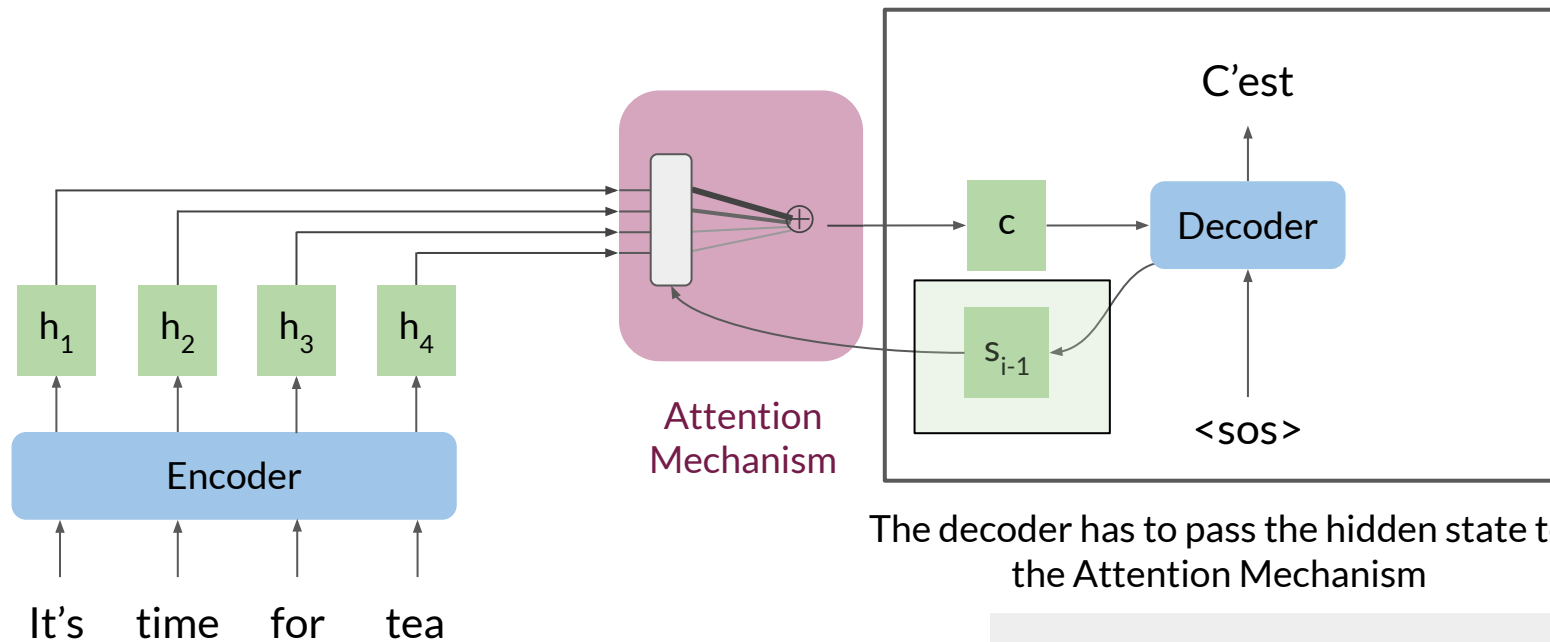 C'est
c
Decoder
h1 h2 h3 h4
s i-1
Attention
Mechanism
<sos>
Encoder
The decoder has to pass the hidden state
the Attention Mechanism
It's time for tea